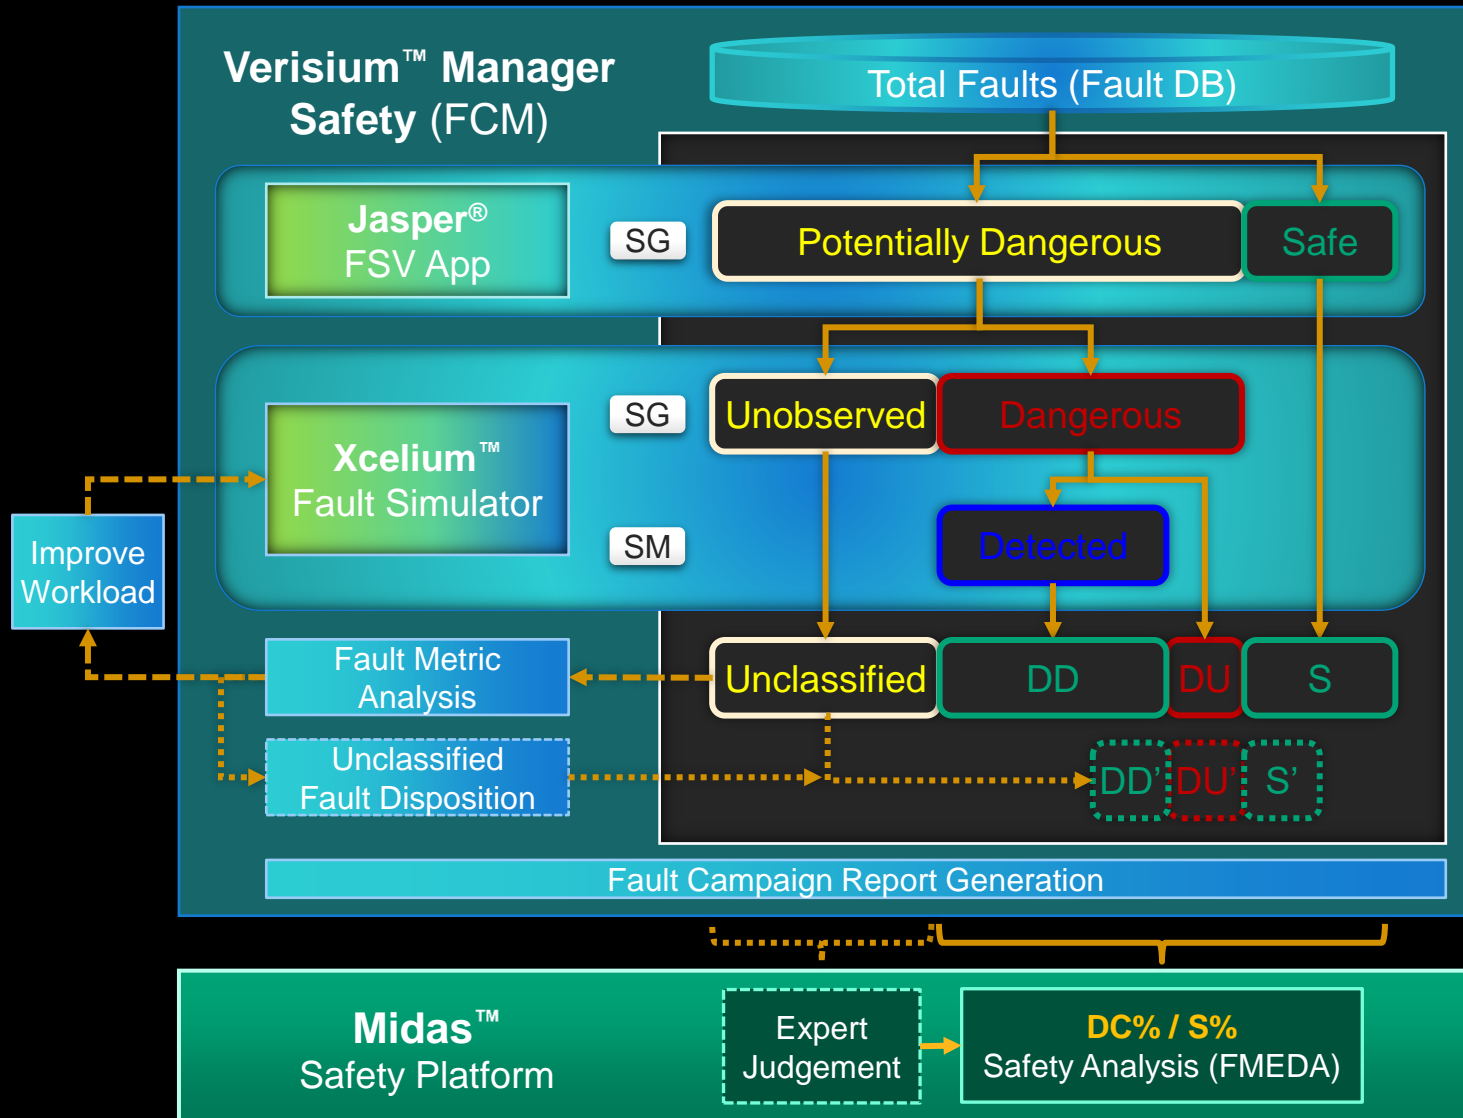 Verisium™ Manager
Safety (FCM)
Total Faults (Fault DB)
Jasper®
FSV App
SG
Potentially Dangerous
Safe
Xcelium™
Fault Simulator
SG
Unobserved
Dangerous
SM
Detected
Improve
Workload
Fault Metric
Analysis
Unclassified
DD
DU
S
Unclassified
Fault Disposition
DD’
DU’
S’
Fault Campaign Report Generation
Midas™
Safety Platform
Expert
Judgement
DC% / S%
Safety Analysis (FMEDA)